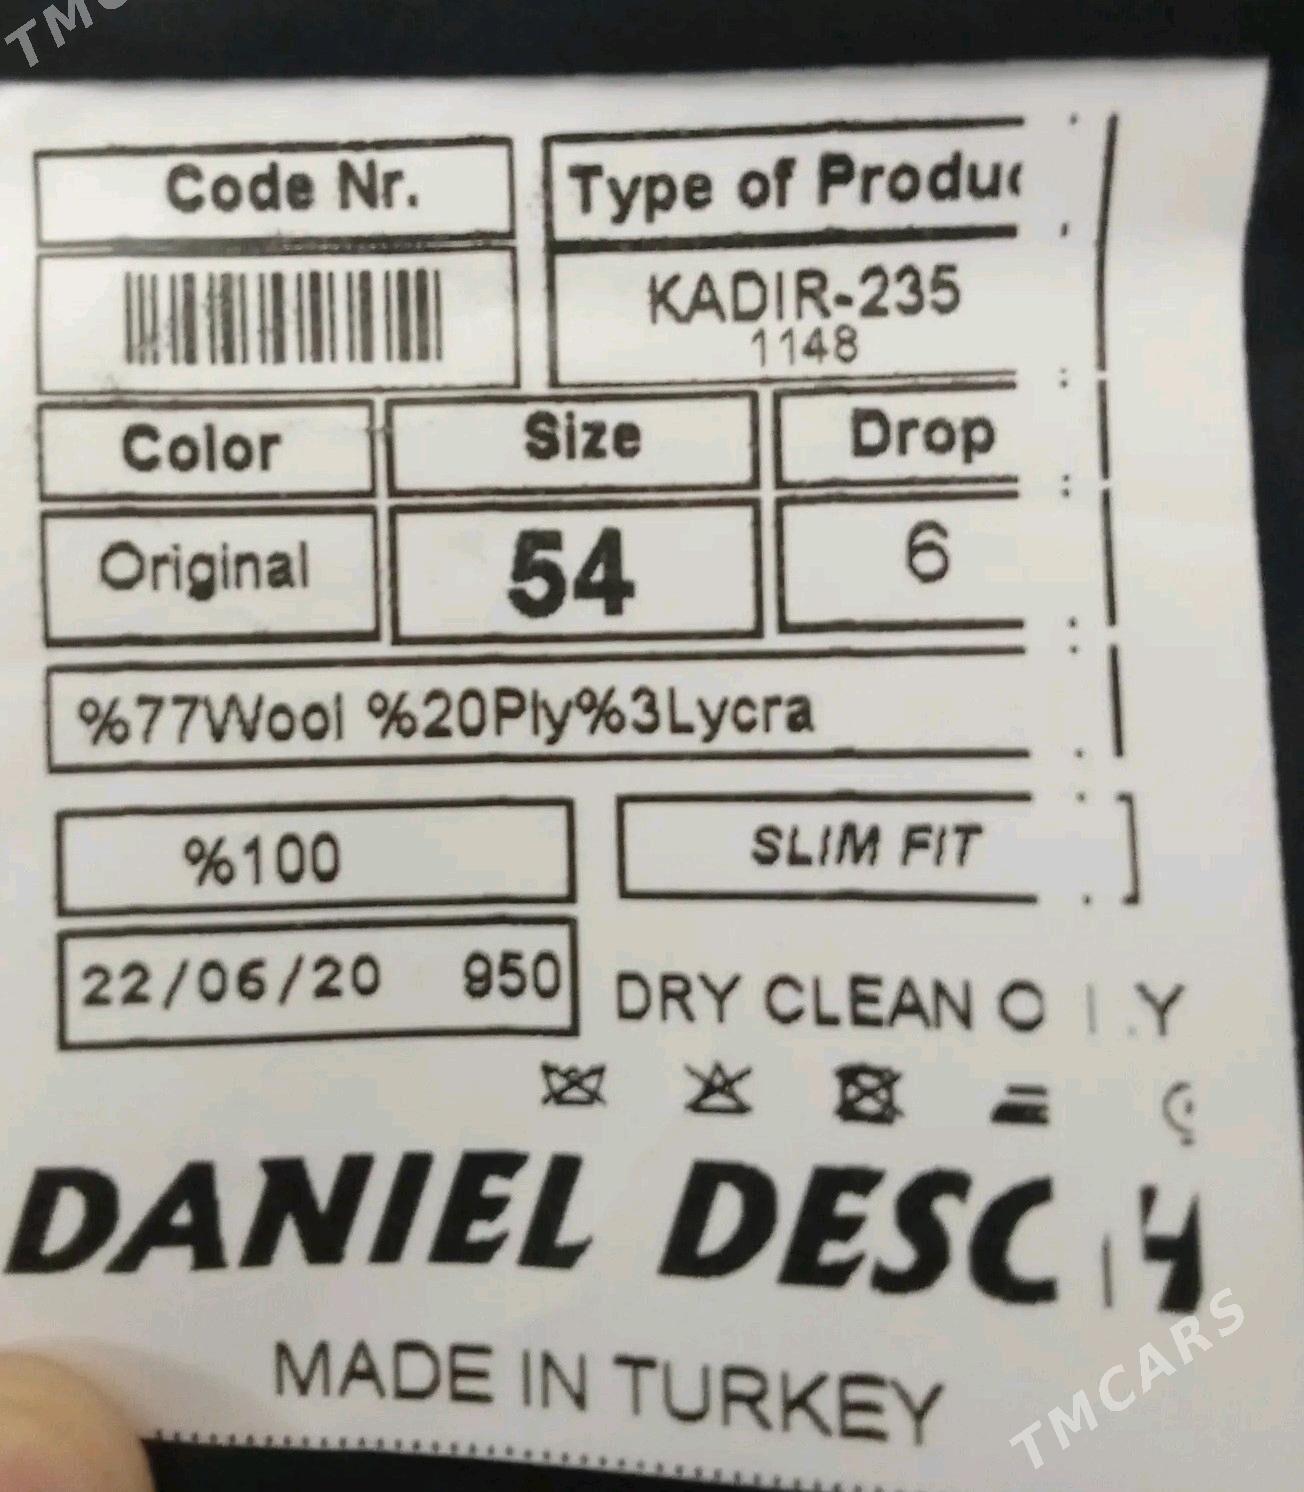 Code Nr.
Type of Produc
KADIR-235
1148
Color
Size
Drop
Original
54
6
%77Wool %20Ply%3Lycra
%100
SLIM FIT
22/06/20 950
DRY CLEAN O
DANIEL DESC H
MADE IN TURKEY
TMCARS